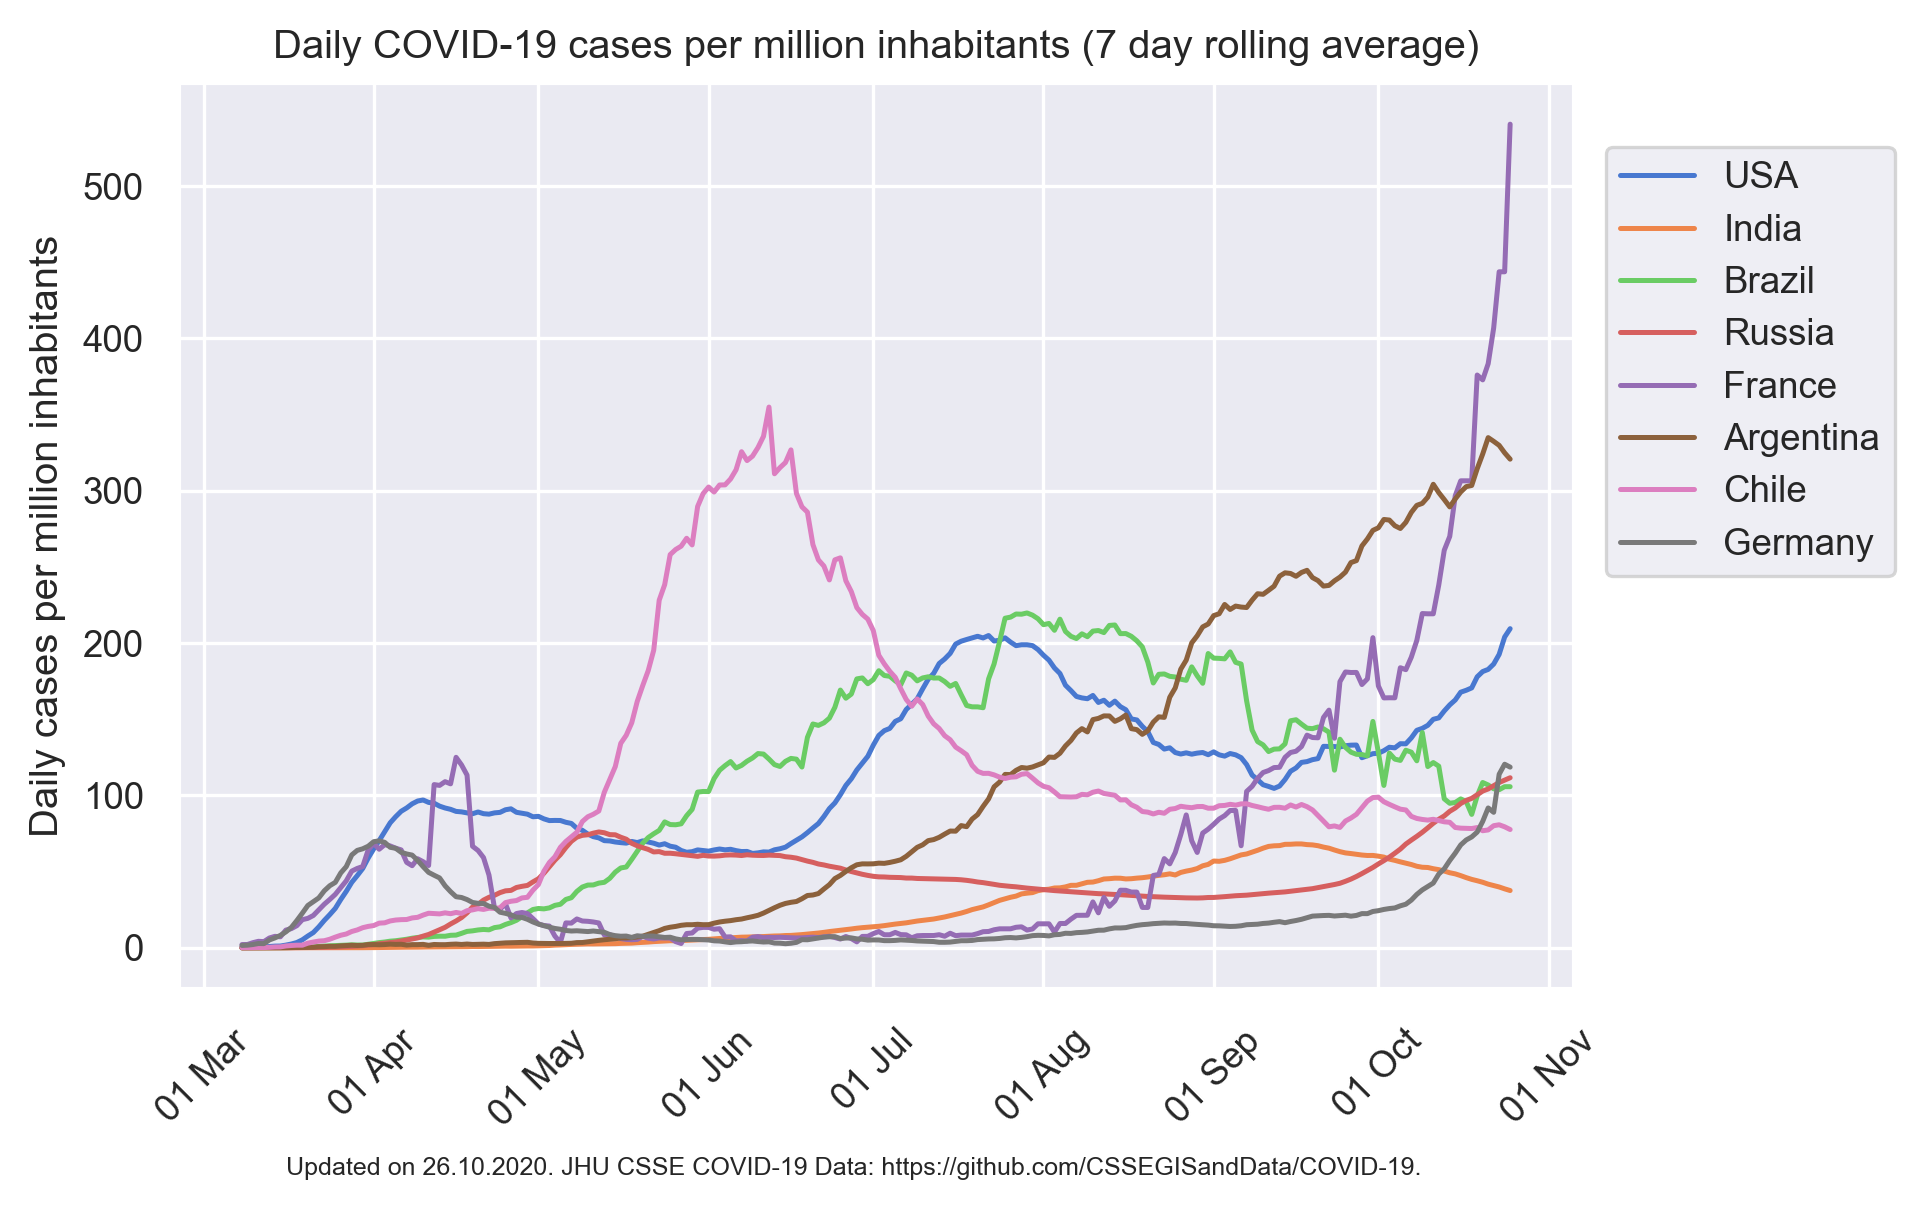 Daily COVID-19 cases per million inhabitants (7 day rolling average)
Daily cases per million inhabitants
500
400
300
200
100
0
01 Mar
01 Apr
01 May
01 Jun
01 Jul
01 Aug
01 Sep
01 Oct
01 Nov
USA
India
Brazil
Russia
France
Argentina
Chile
Germany
Updated on 26.10.2020. JHU CSSE COVID-19 Data: https://github.com/CSSEGISandData/COVID-19.